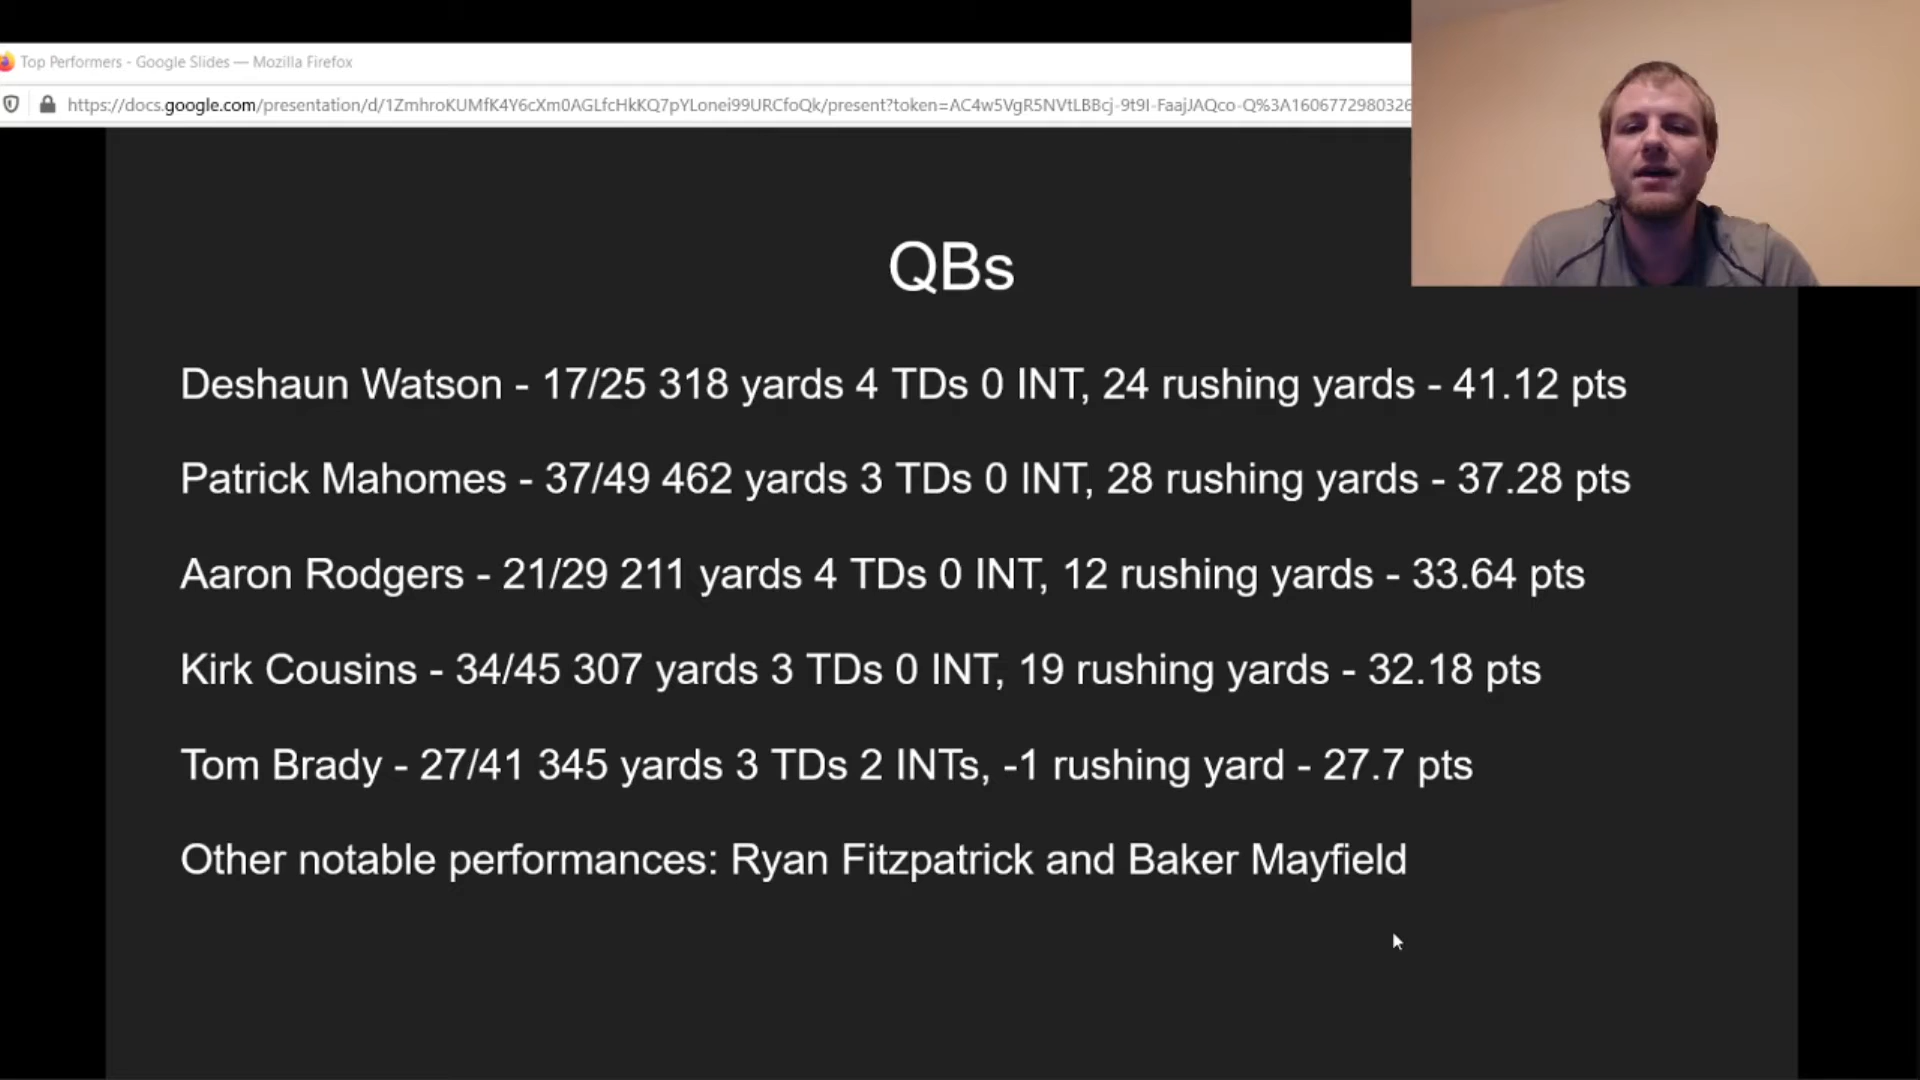 Top Performers - Google Slides — Mozilla Firefox
https://docs.google.com/presentation/d/1ZmhroKUMfK4Y6cXm0AGLfcHkKQ7pYLonei99URCfoQk/present?token=AC4w5VgR5NVtLBBcj-9t9I-FaajJAQco-Q%3A1606772980326
QBs
Deshaun Watson - 17/25 318 yards 4 TDs 0 INT, 24 rushing yards - 41.12 pts
Patrick Mahomes - 37/49 462 yards 3 TDs 0 INT, 28 rushing yards - 37.28 pts
Aaron Rodgers - 21/29 211 yards 4 TDs 0 INT, 12 rushing yards - 33.64 pts
Kirk Cousins - 34/45 307 yards 3 TDs 0 INT, 19 rushing yards - 32.18 pts
Tom Brady - 27/41 345 yards 3 TDs 2 INTs, -1 rushing yard - 27.7 pts
Other notable performances: Ryan Fitzpatrick and Baker Mayfield